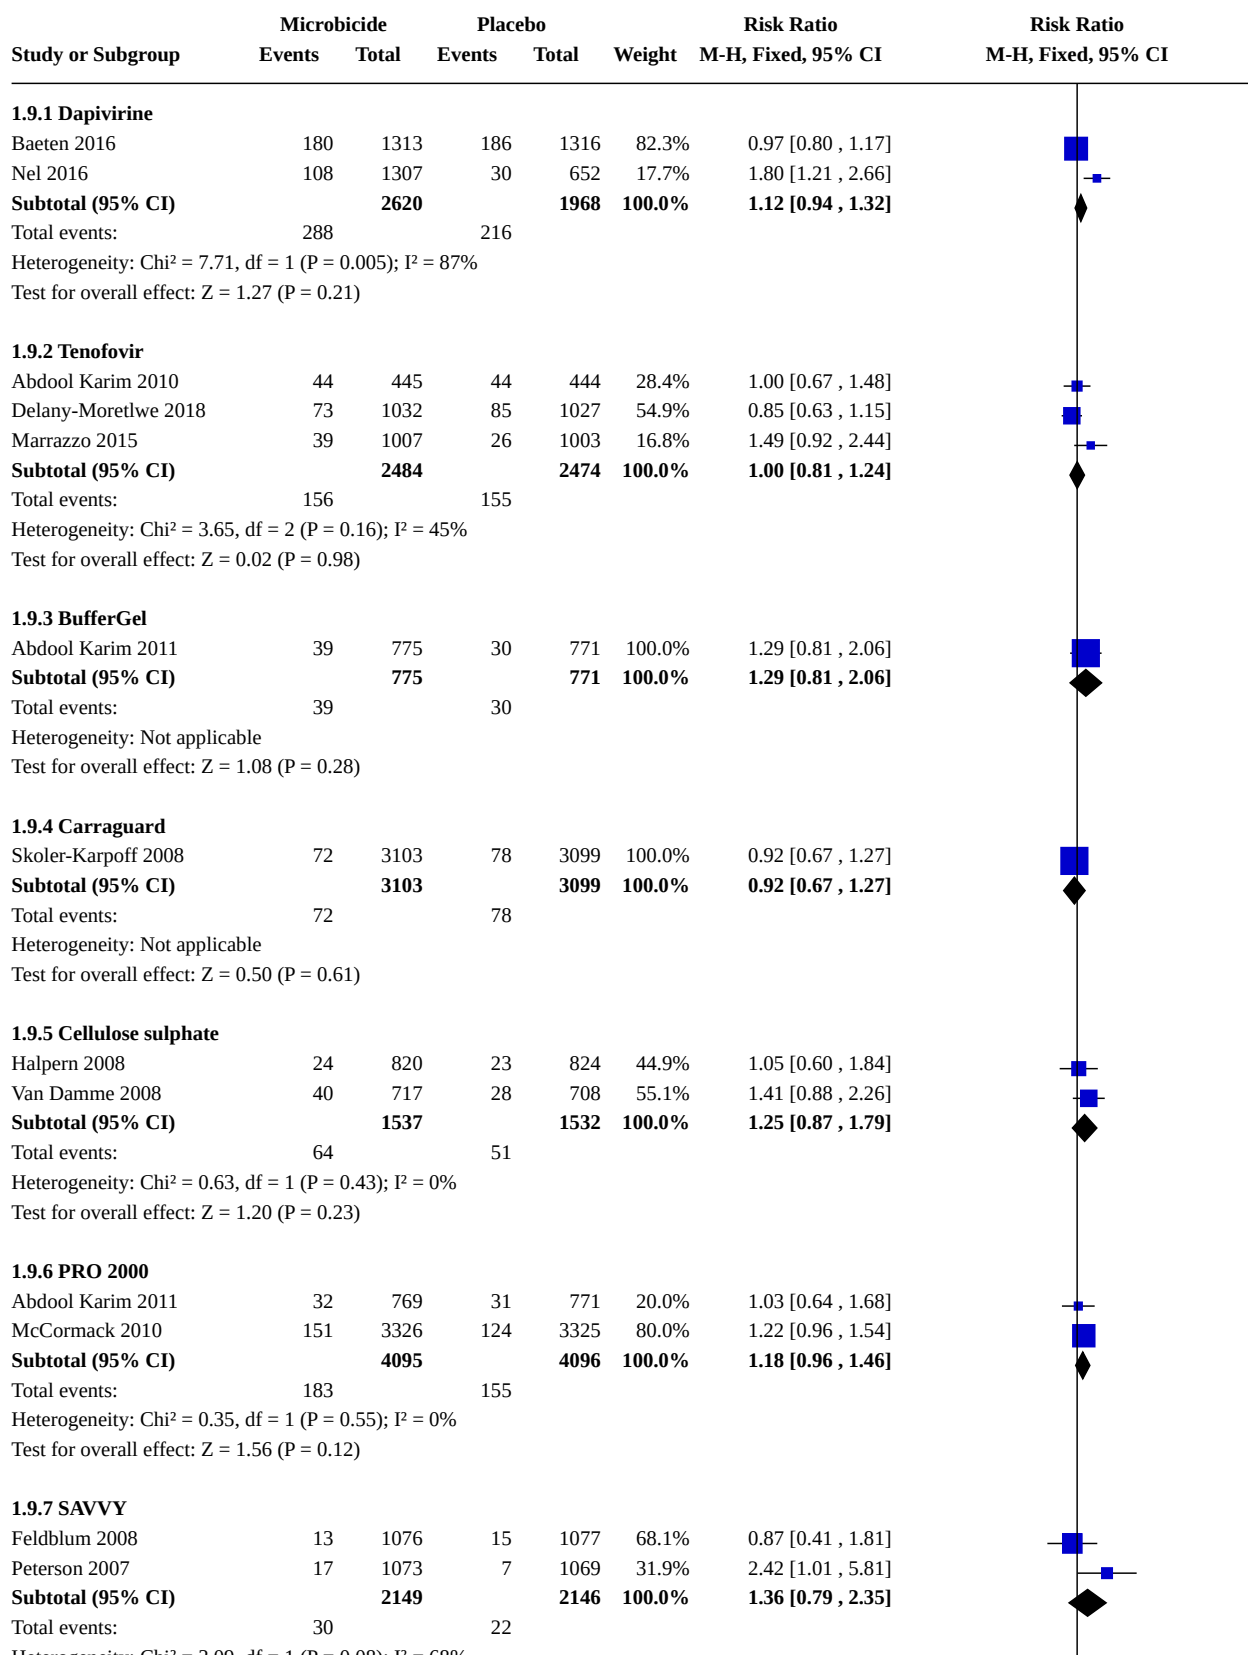 Microbicide Placebo Risk Ratio Risk Ratio
Study or Subgroup Events Total Events Total Weight M-H, Fixed, 95% CI M-H, Fixed, 95% CI
1.9.1 Dapivirine
Baeten 2016 180 1313 186 1316 82.3% 0.97 [0.80 , 1.17]
Nel 2016 108 1307 30 652 17.7% 1.80 [1.21 , 2.66]
Subtotal (95% CI) 2620 1968 100.0% 1.12 [0.94 , 1.32]
Total events: 288 216
Heterogeneity: Chi² = 7.71, df = 1 (P = 0.005); I² = 87%
Test for overall effect: Z = 1.27 (P = 0.21)
1.9.2 Tenofovir
Abdool Karim 2010 44 445 44 444 28.4% 1.00 [0.67 , 1.48]
Delany-Moretlwe 2018 73 1032 85 1027 54.9% 0.85 [0.63 , 1.15]
Marrazzo 2015 39 1007 26 1003 16.8% 1.49 [0.92 , 2.44]
Subtotal (95% CI) 2484 2474 100.0% 1.00 [0.81 , 1.24]
Total events: 156 155
Heterogeneity: Chi² = 3.65, df = 2 (P = 0.16); I² = 45%
Test for overall effect: Z = 0.02 (P = 0.98)
1.9.3 BufferGel
Abdool Karim 2011 39 775 30 771 100.0% 1.29 [0.81 , 2.06]
Subtotal (95% CI) 775 771 100.0% 1.29 [0.81 , 2.06]
Total events: 39 30
Heterogeneity: Not applicable
Test for overall effect: Z = 1.08 (P = 0.28)
1.9.4 Carraguard
Skoler-Karpoff 2008 72 3103 78 3099 100.0% 0.92 [0.67 , 1.27]
Subtotal (95% CI) 3103 3099 100.0% 0.92 [0.67 , 1.27]
Total events: 72 78
Heterogeneity: Not applicable
Test for overall effect: Z = 0.50 (P = 0.61)
1.9.5 Cellulose sulphate
Halpern 2008 24 820 23 824 44.9% 1.05 [0.60 , 1.84]
Van Damme 2008 40 717 28 708 55.1% 1.41 [0.88 , 2.26]
Subtotal (95% CI) 1537 1532 100.0% 1.25 [0.87 , 1.79]
Total events: 64 51
Heterogeneity: Chi² = 0.63, df = 1 (P = 0.43); I² = 0%
Test for overall effect: Z = 1.20 (P = 0.23)
1.9.6 PRO 2000
Abdool Karim 2011 32 769 31 771 20.0% 1.03 [0.64 , 1.68]
McCormack 2010 151 3326 124 3325 80.0% 1.22 [0.96 , 1.54]
Subtotal (95% CI) 4095 4096 100.0% 1.18 [0.96 , 1.46]
Total events: 183 155
Heterogeneity: Chi² = 0.35, df = 1 (P = 0.55); I² = 0%
Test for overall effect: Z = 1.56 (P = 0.12)
1.9.7 SAVVY
Feldblum 2008 13 1076 15 1077 68.1% 0.87 [0.41 , 1.81]
Peterson 2007 17 1073 7 1069 31.9% 2.42 [1.01 , 5.81]
Subtotal (95% CI) 2149 2146 100.0% 1.36 [0.79 , 2.35]
Total events: 30 22